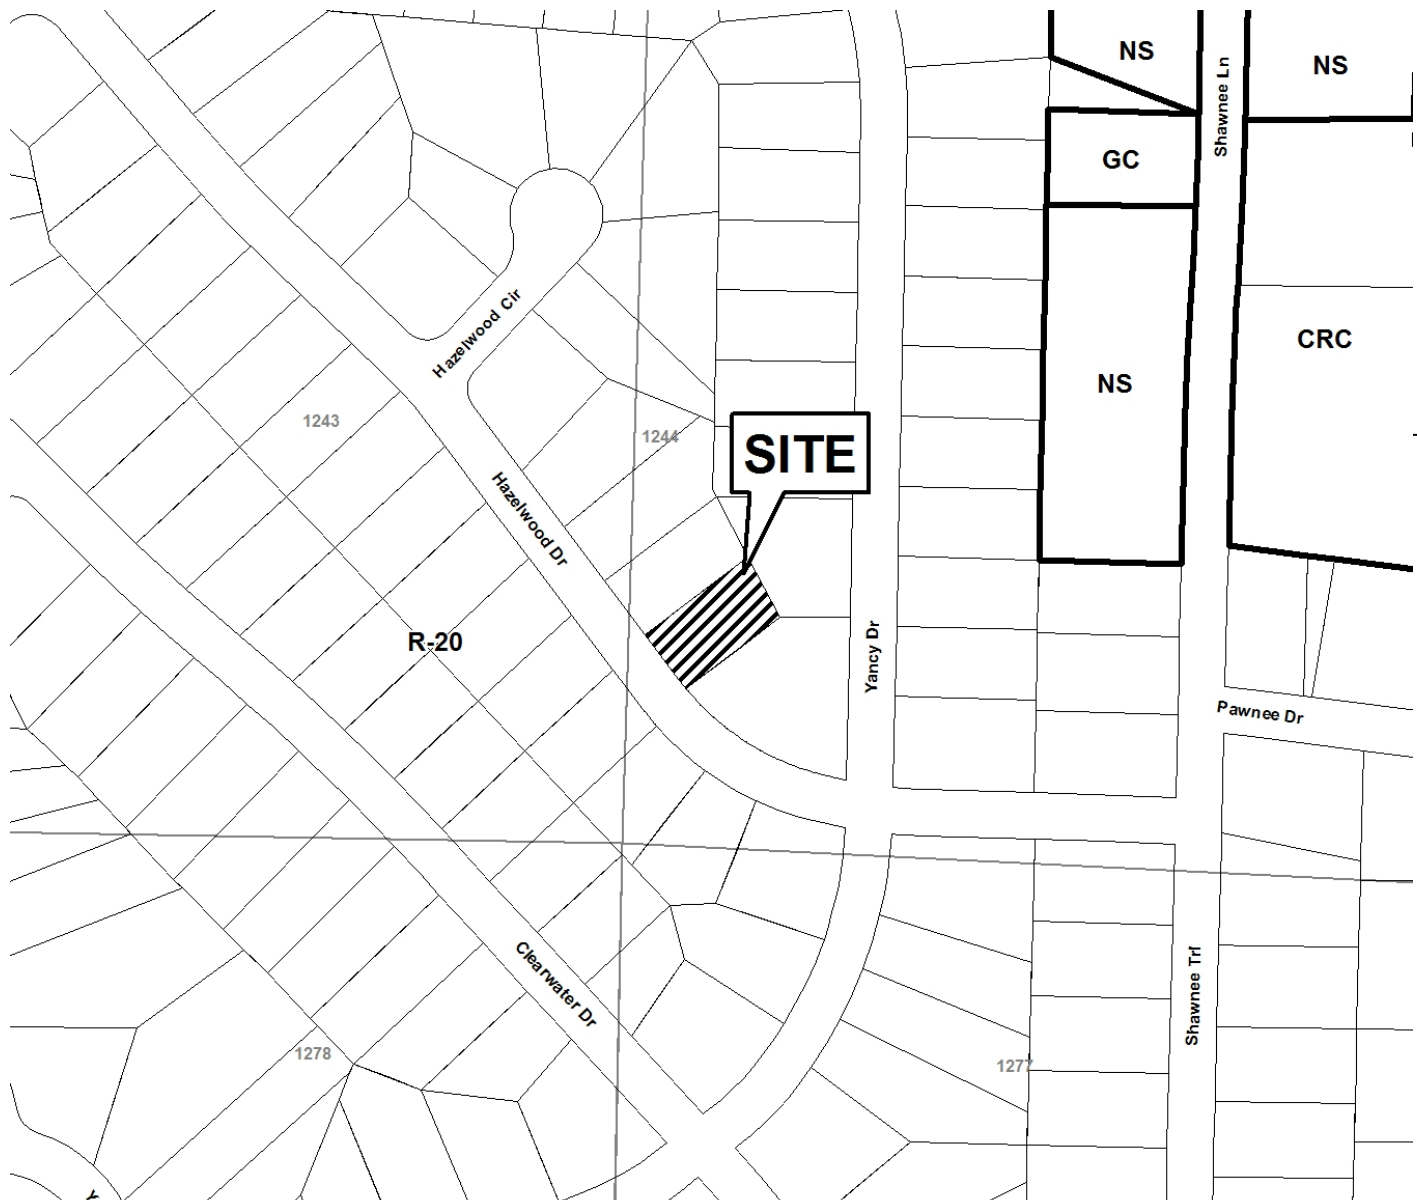 NS
Shawnee Ln
NS
GC
Hazelwood Cir
CRC
NS
1243
1244
SITE
Hazelwood Dr
R-20
Yancy Dr
Pawnee Dr
Clearwater Dr
Shawnee Trl
1278
1277
Y